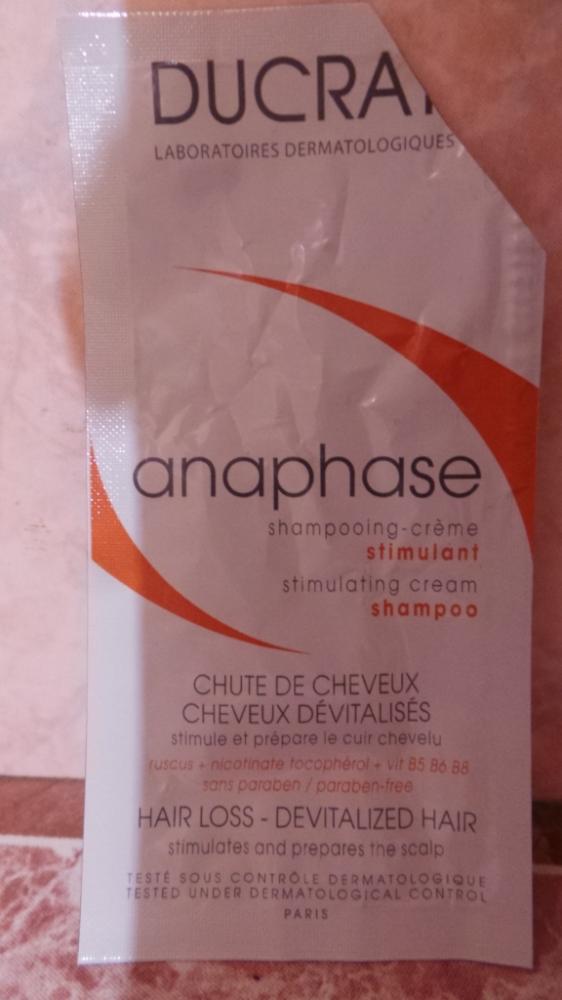 DUCRAY
LABORATOIRES DERMATOLOGIQUES
anaphase
shampooing-crème
stimulant
stimulating cream
shampoo
CHUTE DE CHEVEUX
CHEVEUX DÉVITALISÉS
stimule et prépare le cuir chevelu
ruscus + nicotinate tocophérol + vit B5 B6 B8
sans paraben / paraben-free
HAIR LOSS - DEVITALIZED HAIR
stimulates and prepares the scalp
TESTÉ SOUS CONTRÔLE DERMATOLOGIQUE
TESTED UNDER DERMATOLOGICAL CONTROL
PARIS